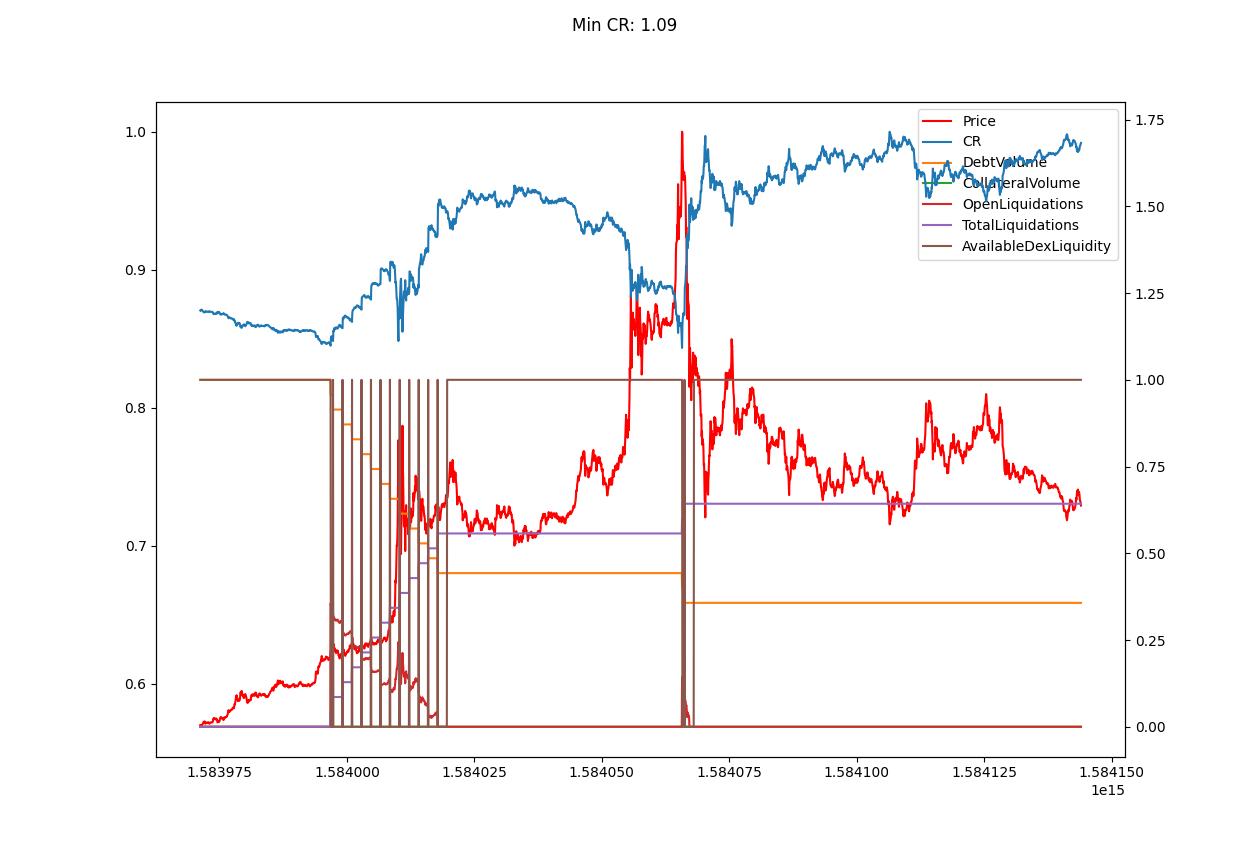 Min CR: 1.09
1.0
0.9
0.8
0.7
0.6
1.75
1.50
1.25
1.00
0.75
0.50
0.25
0.00
Price
CR
DebtVolume
CollateralVolume
OpenLiquidations
TotalLiquidations
AvailableDexLiquidity
1.583975 1.584000 1.584025 1.584050 1.584075 1.584100 1.584125 1.584150
1e15